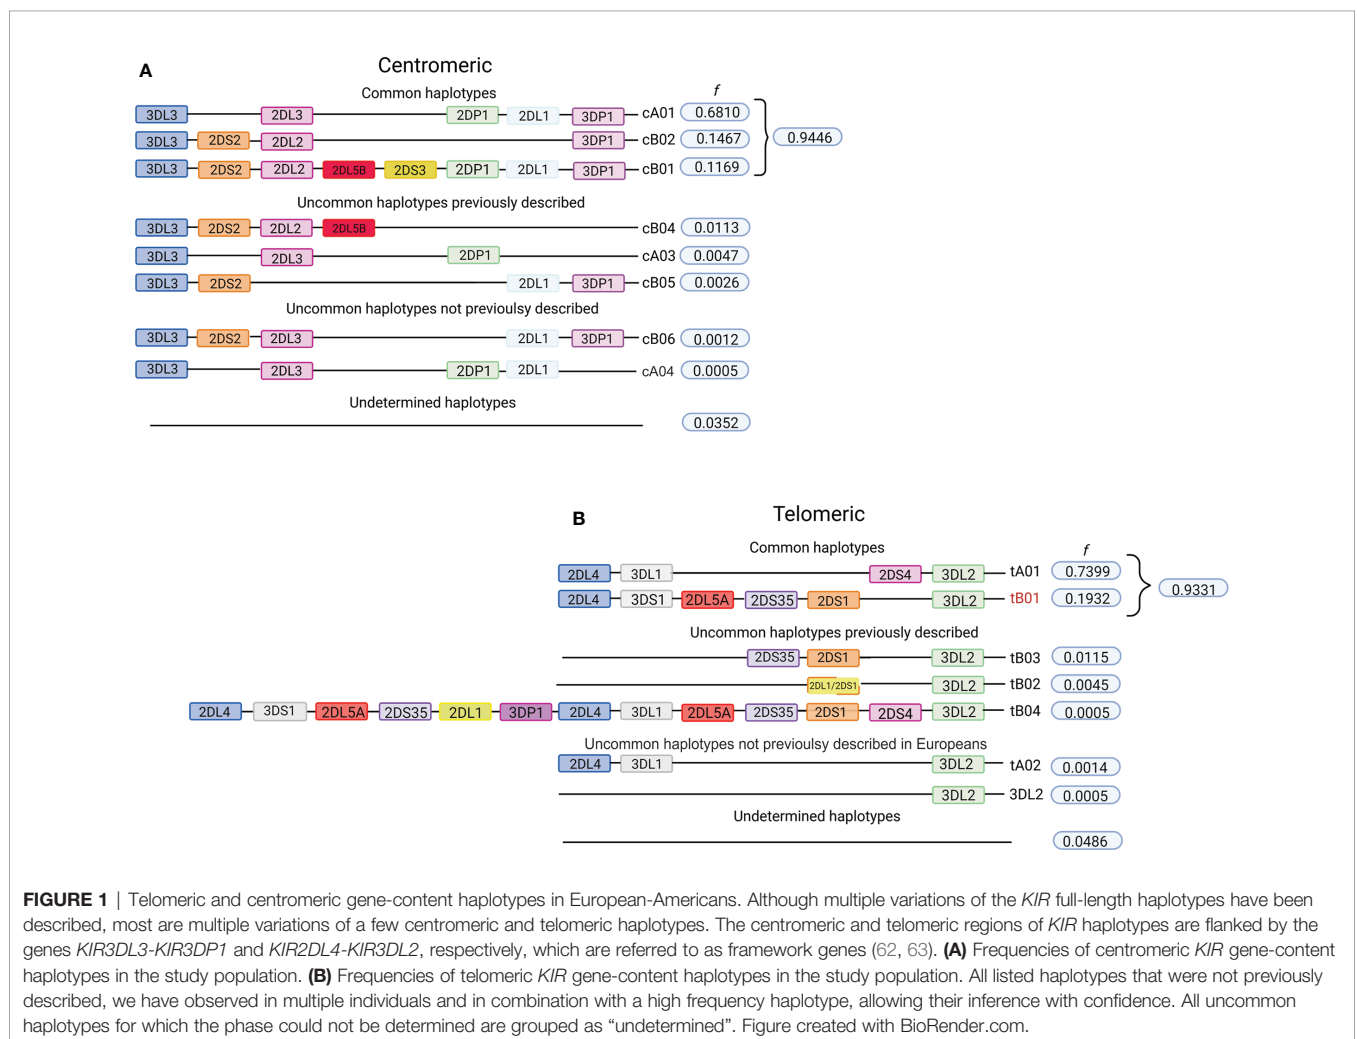 A
Centromeric
Common haplotypes
f
3DL3 2DL3 2DP1 2DL1 3DP1 cA01 0.6810
3DL3 2DS2 2DL2 3DP1 cB02 0.1467
0.9446
3DL3 2DS2 2DL2 2DL5B 2DS3 2DP1 2DL1 3DP1 cB01 0.1169
Uncommon haplotypes previously described
3DL3 2DS2 2DL2 2DL5B cB04 0.0113
3DL3 2DL3 2DP1 cA03 0.0047
3DL3 2DS2 2DL1 3DP1 cB05 0.0026
Uncommon haplotypes not previoulsy described
3DL3 2DS2 2DL3 2DL1 3DP1 cB06 0.0012
3DL3 2DL3 2DP1 2DL1 cA04 0.0005
Undetermined haplotypes
0.0352
B
Telomeric
Common haplotypes
f
2DL4 3DL1 2DS4 3DL2 tA01 0.7399
0.9331
2DL4 3DS1 2DL5A 2DS35 2DS1 3DL2 tB01 0.1932
Uncommon haplotypes previously described
2DS35 2DS1 3DL2 tB03 0.0115
2DL1/2DS1 3DL2 tB02 0.0045
2DL4 3DS1 2DL5A 2DS35 2DL1 3DP1 2DL4 3DL1 2DL5A 2DS35 2DS1 2DS4 3DL2 tB04 0.0005
Uncommon haplotypes not previoulsy described in Europeans
2DL4 3DL1 3DL2 tA02 0.0014
3DL2 3DL2 0.0005
Undetermined haplotypes
0.0486
FIGURE 1 | Telomeric and centromeric gene-content haplotypes in European-Americans. Although multiple variations of the KIR full-length haplotypes have been
described, most are multiple variations of a few centromeric and telomeric haplotypes. The centromeric and telomeric regions of KIR haplotypes are flanked by the
genes KIR3DL3-KIR3DP1 and KIR2DL4-KIR3DL2, respectively, which are referred to as framework genes (62, 63). (A) Frequencies of centromeric KIR gene-content
haplotypes in the study population. (B) Frequencies of telomeric KIR gene-content haplotypes in the study population. All listed haplotypes that were not previously
described, we have observed in multiple individuals and in combination with a high frequency haplotype, allowing their inference with confidence. All uncommon
haplotypes for which the phase could not be determined are grouped as “undetermined”. Figure created with BioRender.com.